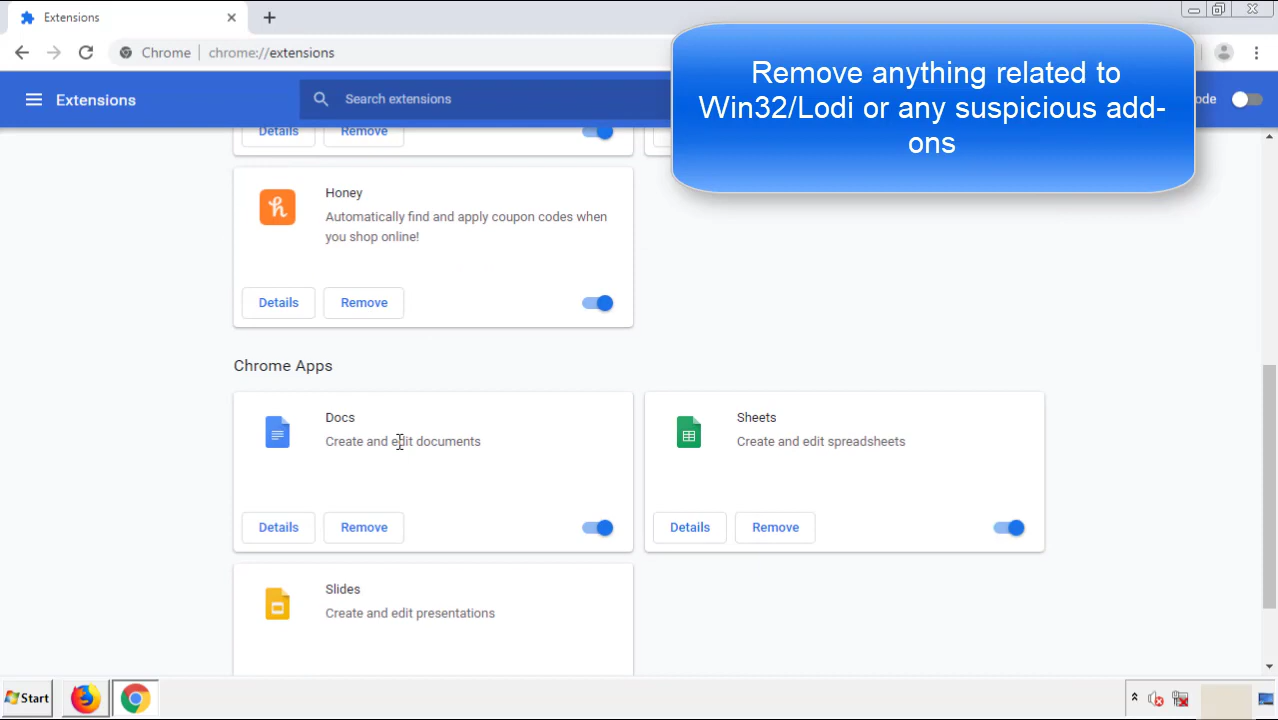 Extensions
Chrome
chrome://extensions
Extensions
Search extensions
ode
Remove anything related to
Win32/Lodi or any suspicious add-
ons
Details
Remove
Honey
Automatically find and apply coupon codes when
you shop online!
Details
Remove
Chrome Apps
Docs
Create and edit documents
Details
Remove
Sheets
Create and edit spreadsheets
Details
Remove
Slides
Create and edit presentations
Start